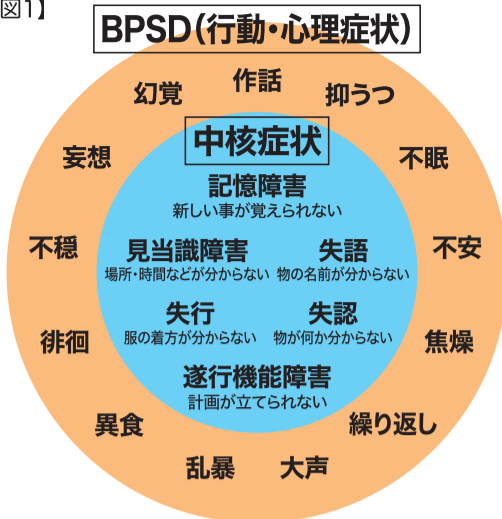 図1】
BPSD（行動・心理症状）
作話
幻覚
抑うつ
妄想
不眠
不穏
不安
徘徊
焦燥
異食
繰り返し
乱暴
大声
中核症状
記憶障害
新しい事が覚えられない
見当識障害
場所・時間などが分からない
失語
物の名前が分からない
失行
服の着方が分からない
失認
物が何か分からない
遂行機能障害
計画が立てられない